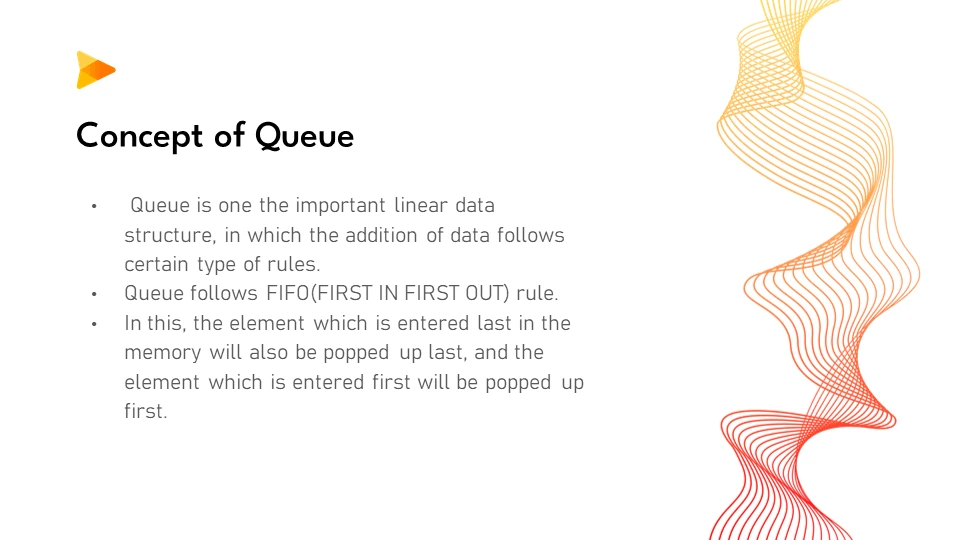 Concept of Queue
• Queue is one the important linear data
structure, in which the addition of data follows
certain type of rules.
• Queue follows FIFO(FIRST IN FIRST OUT) rule.
• In this, the element which is entered last in the
memory will also be popped up last, and the
element which is entered first will be popped up
first.